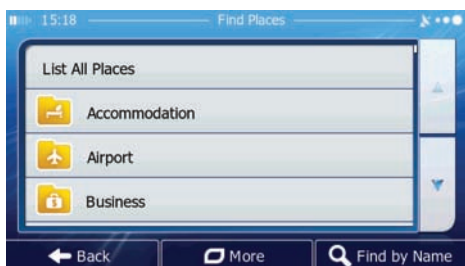 15:18 Find Places
List All Places
Accommodation
Airport
Business
Back More Find by Name